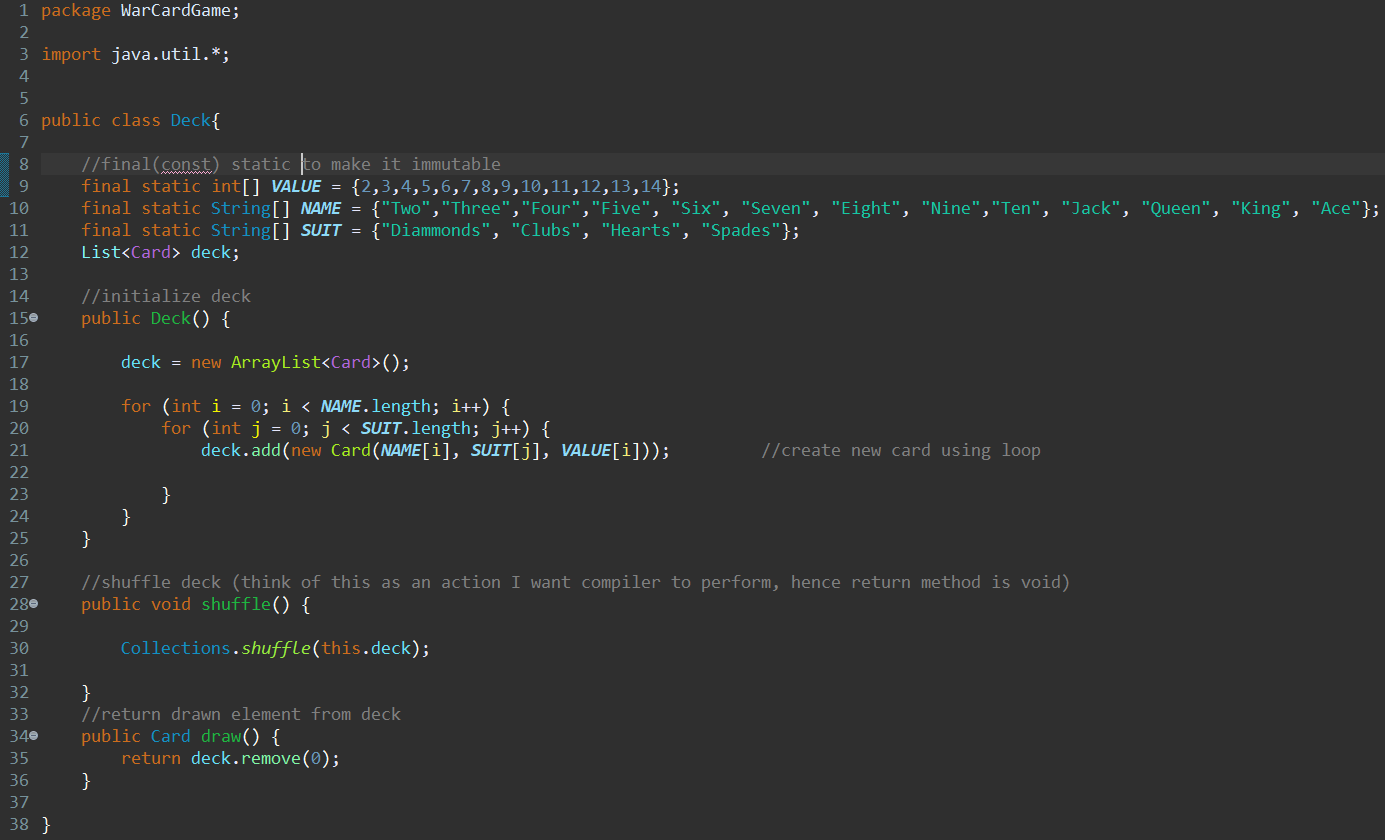 1 package WarCardGame;
2
3 import java.util.*;
4
5
6 public class Deck{
7
8 //final(const) static to make it immutable
9 final static int[] VALUE = {2,3,4,5,6,7,8,9,10,11,12,13,14};
10 final static String[] NAME = {"Two","Three","Four","Five", "Six", "Seven", "Eight", "Nine","Ten", "Jack", "Queen", "King", "Ace"};
11 final static String[] SUIT = {"Diammonds", "Clubs", "Hearts", "Spades"};
12 List<Card> deck;
13
14 //initialize deck
15 public Deck() {
16
17 deck = new ArrayList<Card>();
18
19 for (int i = 0; i < NAME.length; i++) {
20 for (int j = 0; j < SUIT.length; j++) {
21 deck.add(new Card(NAME[i], SUIT[j], VALUE[i])); //create new card using loop
22
23 }
24 }
25 }
26
27 //shuffle deck (think of this as an action I want compiler to perform, hence return method is void)
28 public void shuffle() {
29
30 Collections.shuffle(this.deck);
31
32 }
33 //return drawn element from deck
34 public Card draw() {
35 return deck.remove(0);
36 }
37
38 }